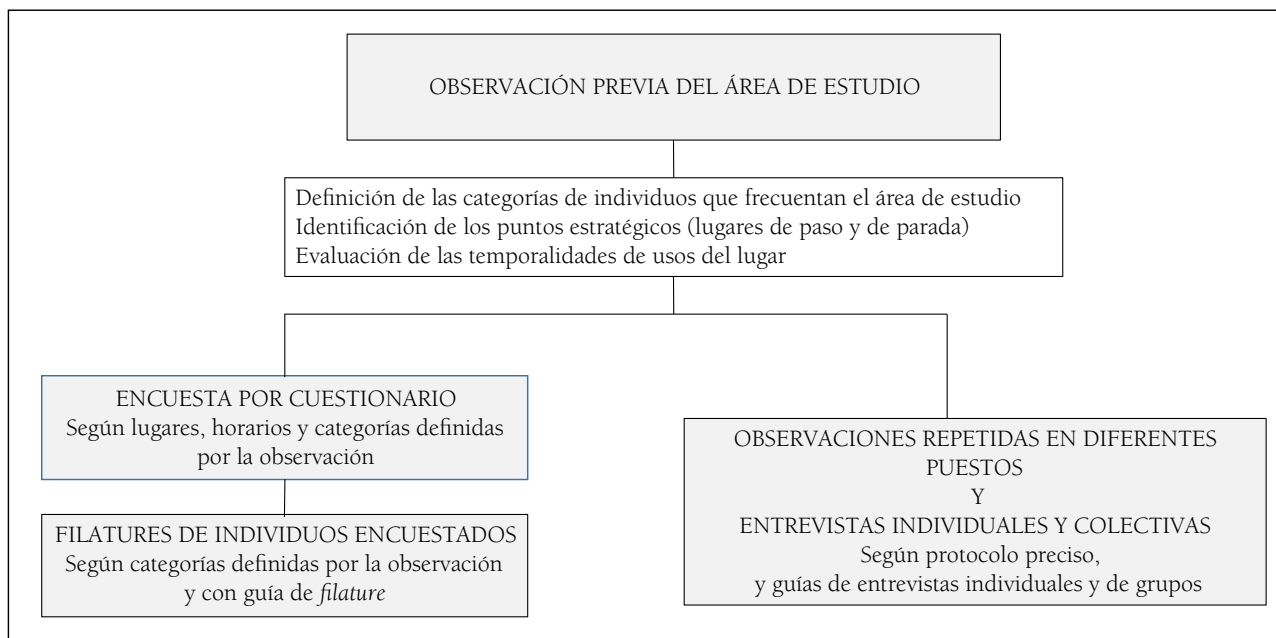 OBSERVACIÓN PREVIA DEL ÁREA DE ESTUDIO
Definición de las categorías de individuos que frecuentan el área de estudio
Identificación de los puntos estratégicos (lugares de paso y de parada)
Evaluación de las temporalidades de usos del lugar
ENCUESTA POR CUESTIONARIO
Según lugares, horarios y categorías definidas
por la observación
FILATURES DE INDIVIDUOS ENCUESTADOS
Según categorías definidas por la observación
y con guía de filature
OBSERVACIONES REPETIDAS EN DIFERENTES
PUESTOS
Y
ENTREVISTAS INDIVIDUALES Y COLECTIVAS
Según protocolo preciso,
y guías de entrevistas individuales y de grupos